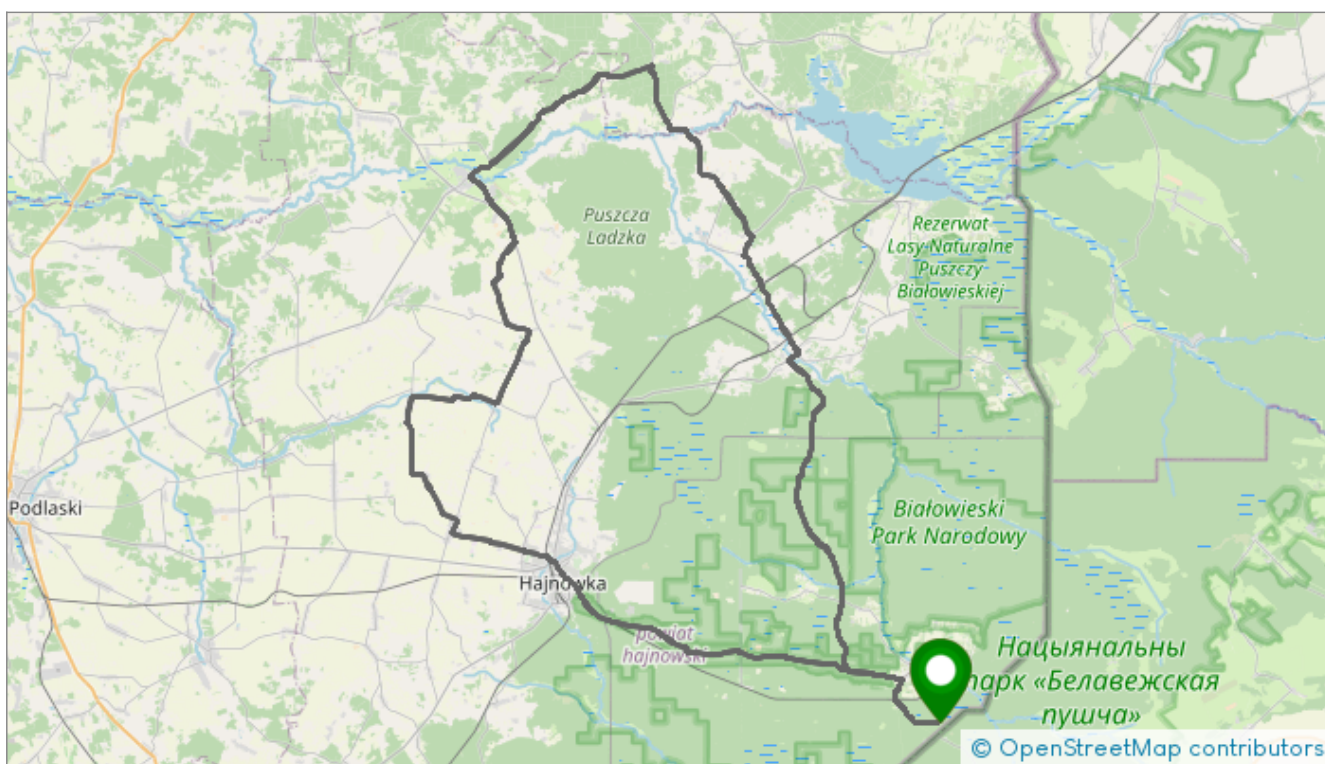 Puszcza
Ladzka
Rezerwat
Lasy Naturalne
Puszczy
Białowieskiej
Podlaski
Białowieski
Park Narodowy
Hajnówka
powiat
hajnowski
Нацыянальны
парк «Белавежская
пушча»
© OpenStreetMap contributors